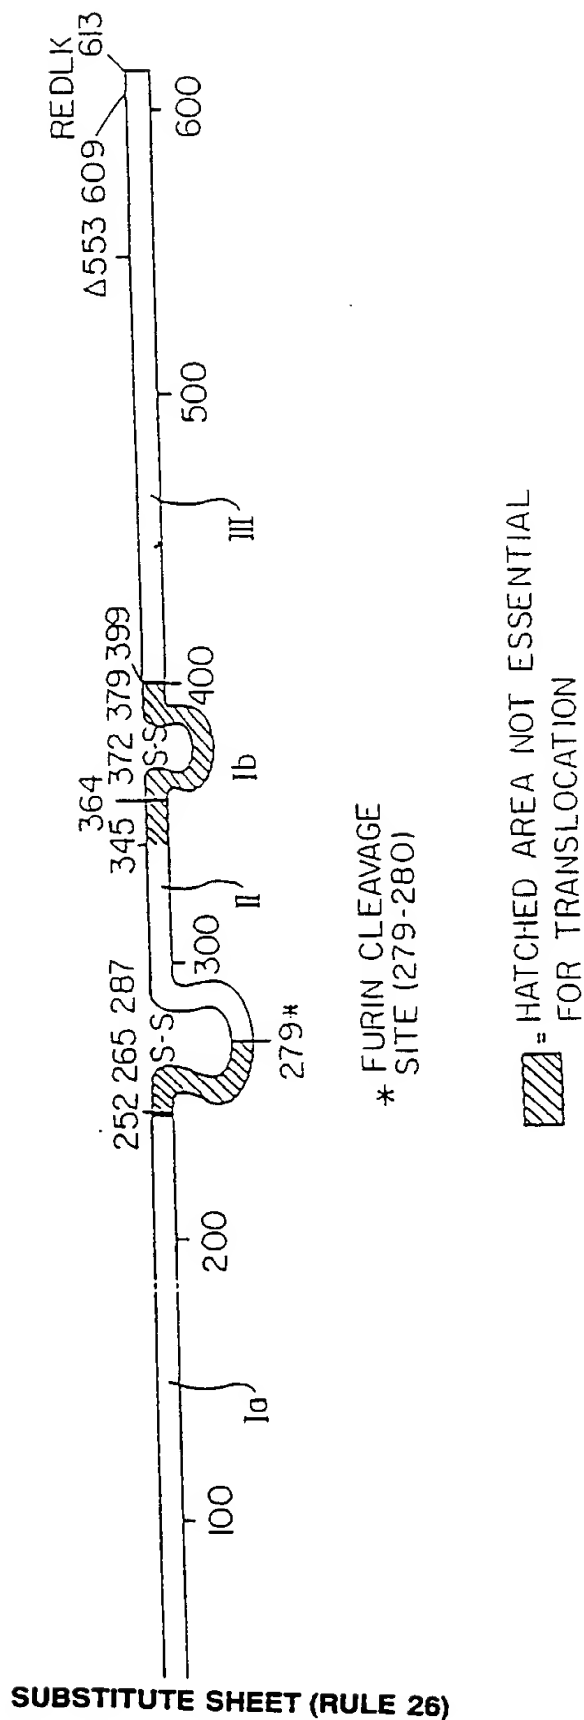 REDLK
Δ553 609 613
364
345 372 379 399
252 265 287
S-S
S-S
100
200
279*
300
400
500
600
Ia
II
Ib
III
* FURIN CLEAVAGE
SITE (279-280)
= HATCHED AREA NOT ESSENTIAL
FOR TRANSLOCATION
SUBSTITUTE SHEET (RULE 26)